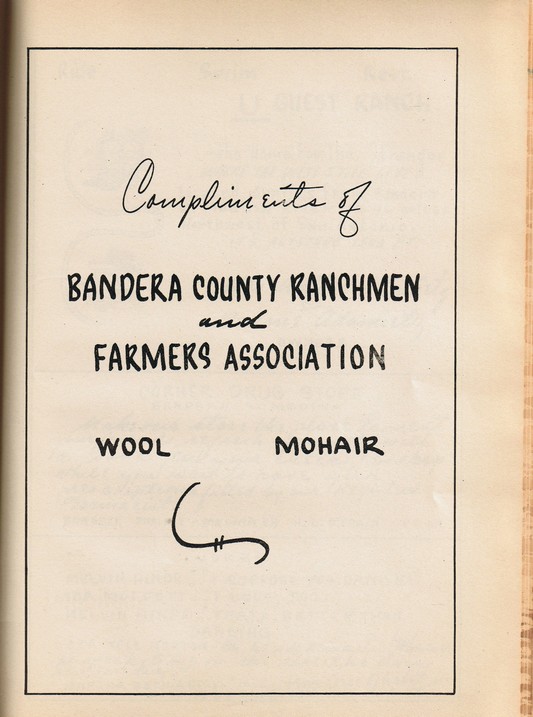 Compliments of
BANDERA COUNTY RANCHMEN
and
FARMERS ASSOCIATION
WOOL MOHAIR